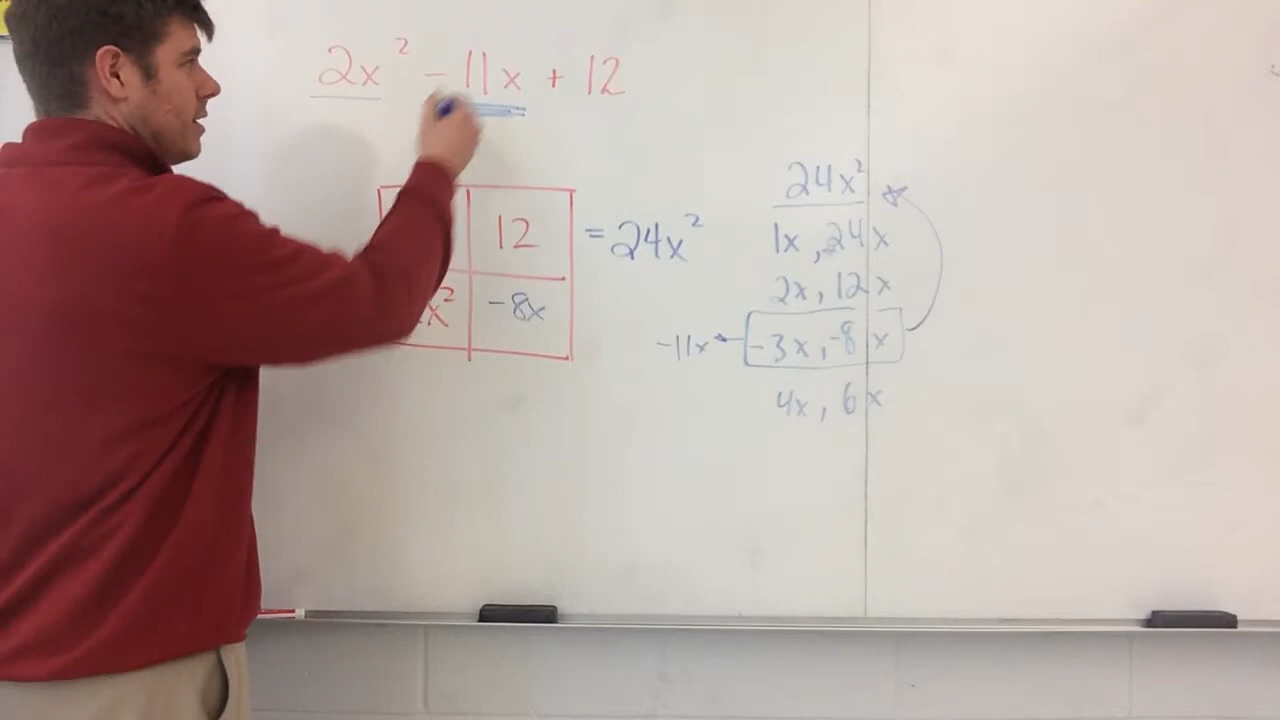 2x² - 11x + 12
24x²
12 = 24x²
1x, 24x
2x, 12x
x² -8x
-11x -3x, -8x
4x, 6x